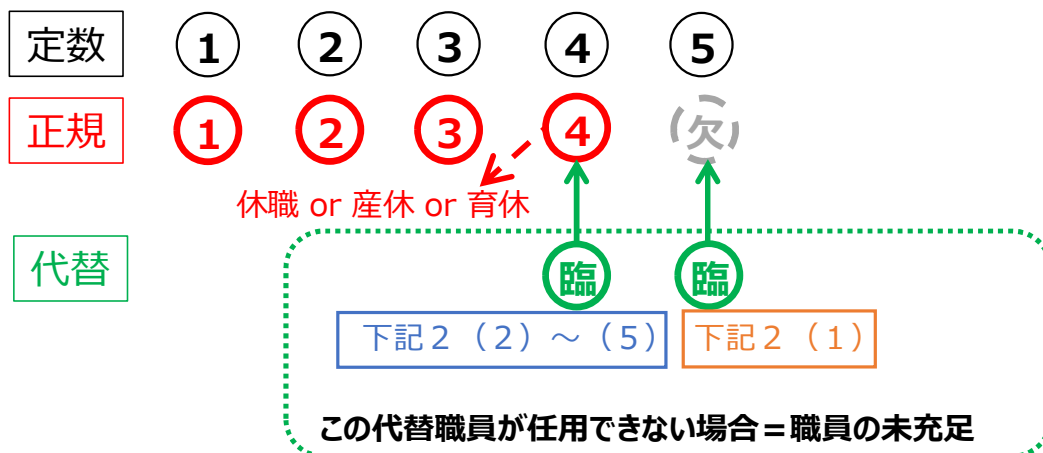 定数 ① ② ③ ④ ⑤
正規 ① ② ③ ④ 欠
休職 or 産休 or 育休
代替 臨 臨
下記２（２）～（５） 下記２（１）
この代替職員が任用できない場合＝職員の未充足